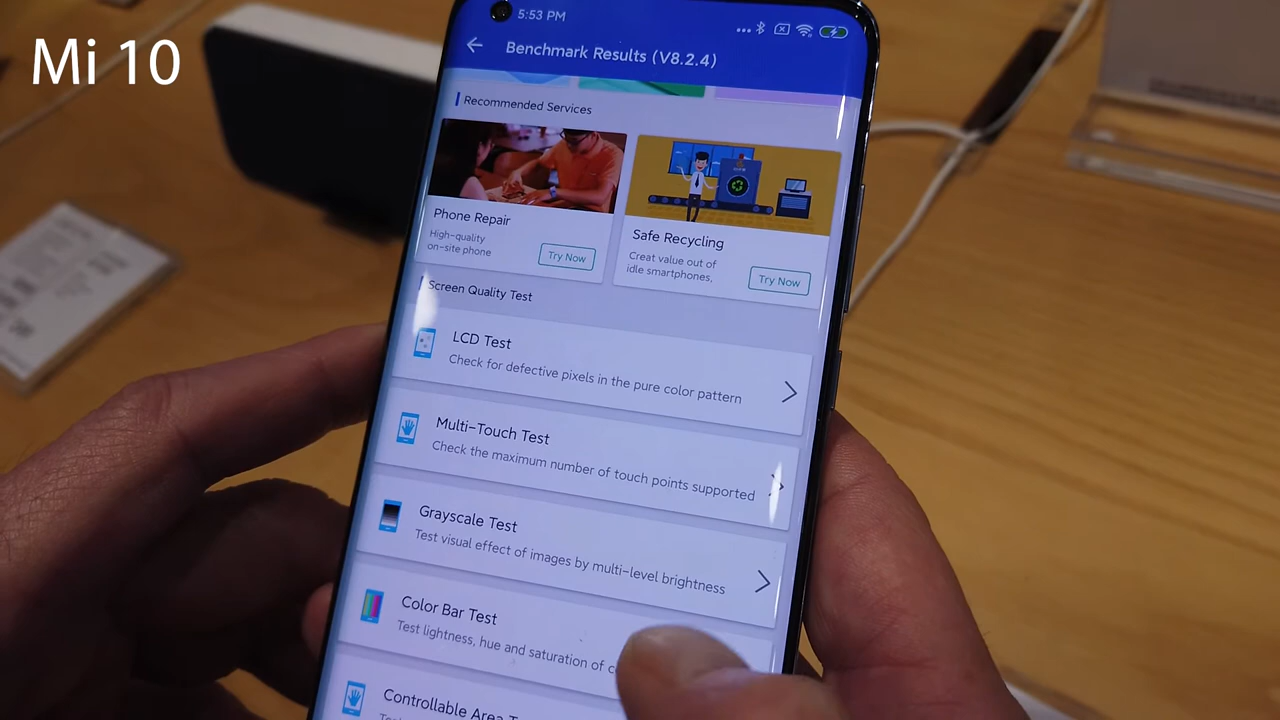 Mi 10
5:53 PM
Benchmark Results (V8.2.4)
Recommended Services
Phone Repair
High-quality
on-site phone
Try Now
Safe Recycling
Creat value out of
idle smartphones,
Try Now
Screen Quality Test
LCD Test
Check for defective pixels in the pure color pattern
Multi-Touch Test
Check the maximum number of touch points supported
Grayscale Test
Test visual effect of images by multi-level brightness
Color Bar Test
Test lightness, hue and saturation of
Controllable Area